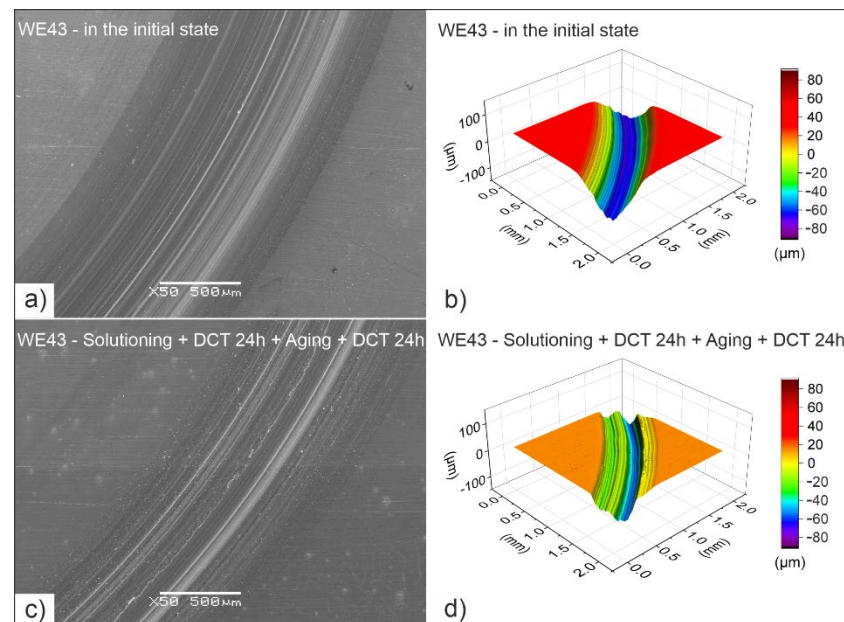 WE43 - in the initial state
X50 500µm
a)
WE43 - in the initial state
100
0
-100
(µm)
0.0
0.5
1.0
1.5
2.0
(mm)
0.0
0.5
1.0
1.5
2.0
(mm)
80
60
40
20
0
-20
-40
-60
-80
(µm)
b)
WE43 - Solutioning + DCT 24h + Aging + DCT 24h
X50 500µm
c)
WE43 - Solutioning + DCT 24h + Aging + DCT 24h
100
0
-100
(µm)
0.0
0.5
1.0
1.5
2.0
(mm)
0.0
0.5
1.0
1.5
2.0
(mm)
80
60
40
20
0
-20
-40
-60
-80
(µm)
d)